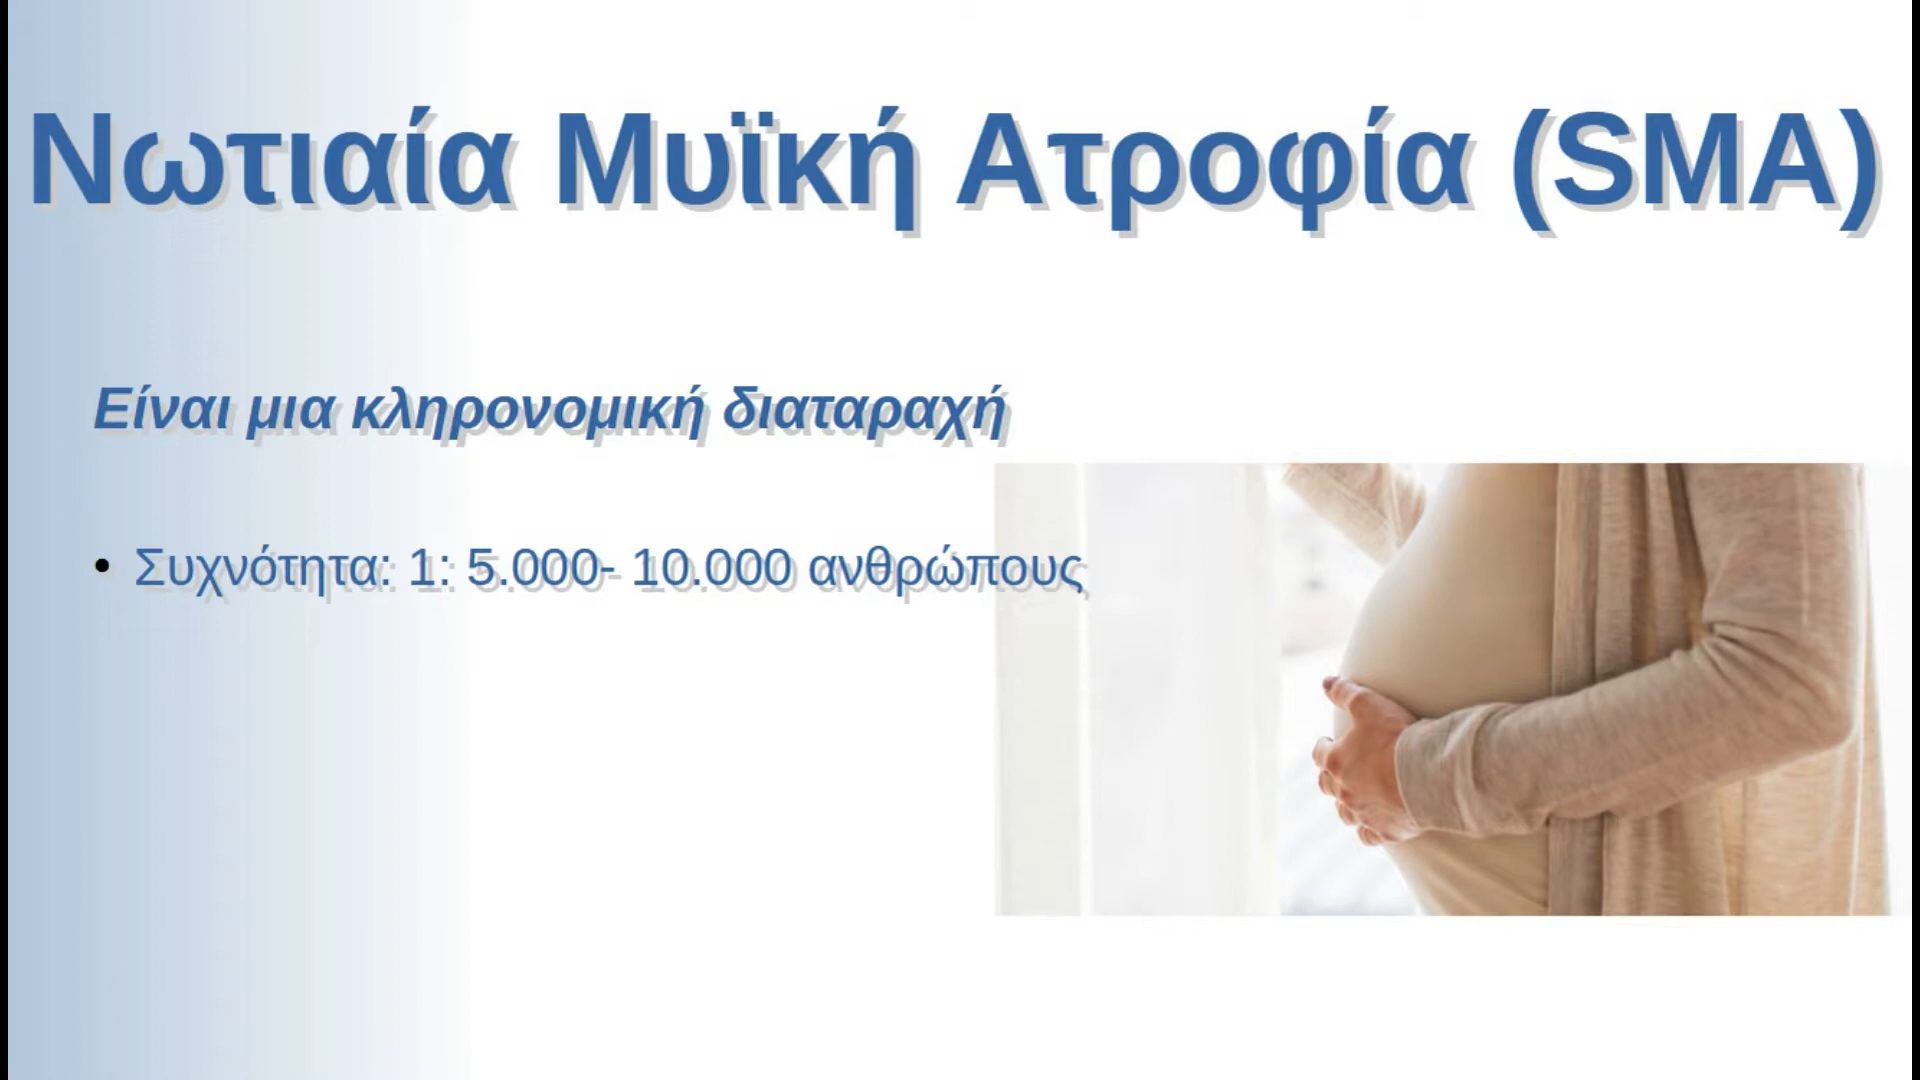 Νωτιαία Μυϊκή Ατροφία (SMA)
Είναι μια κληρονομική διαταραχή
• Συχνότητα: 1: 5.000- 10.000 ανθρώπους